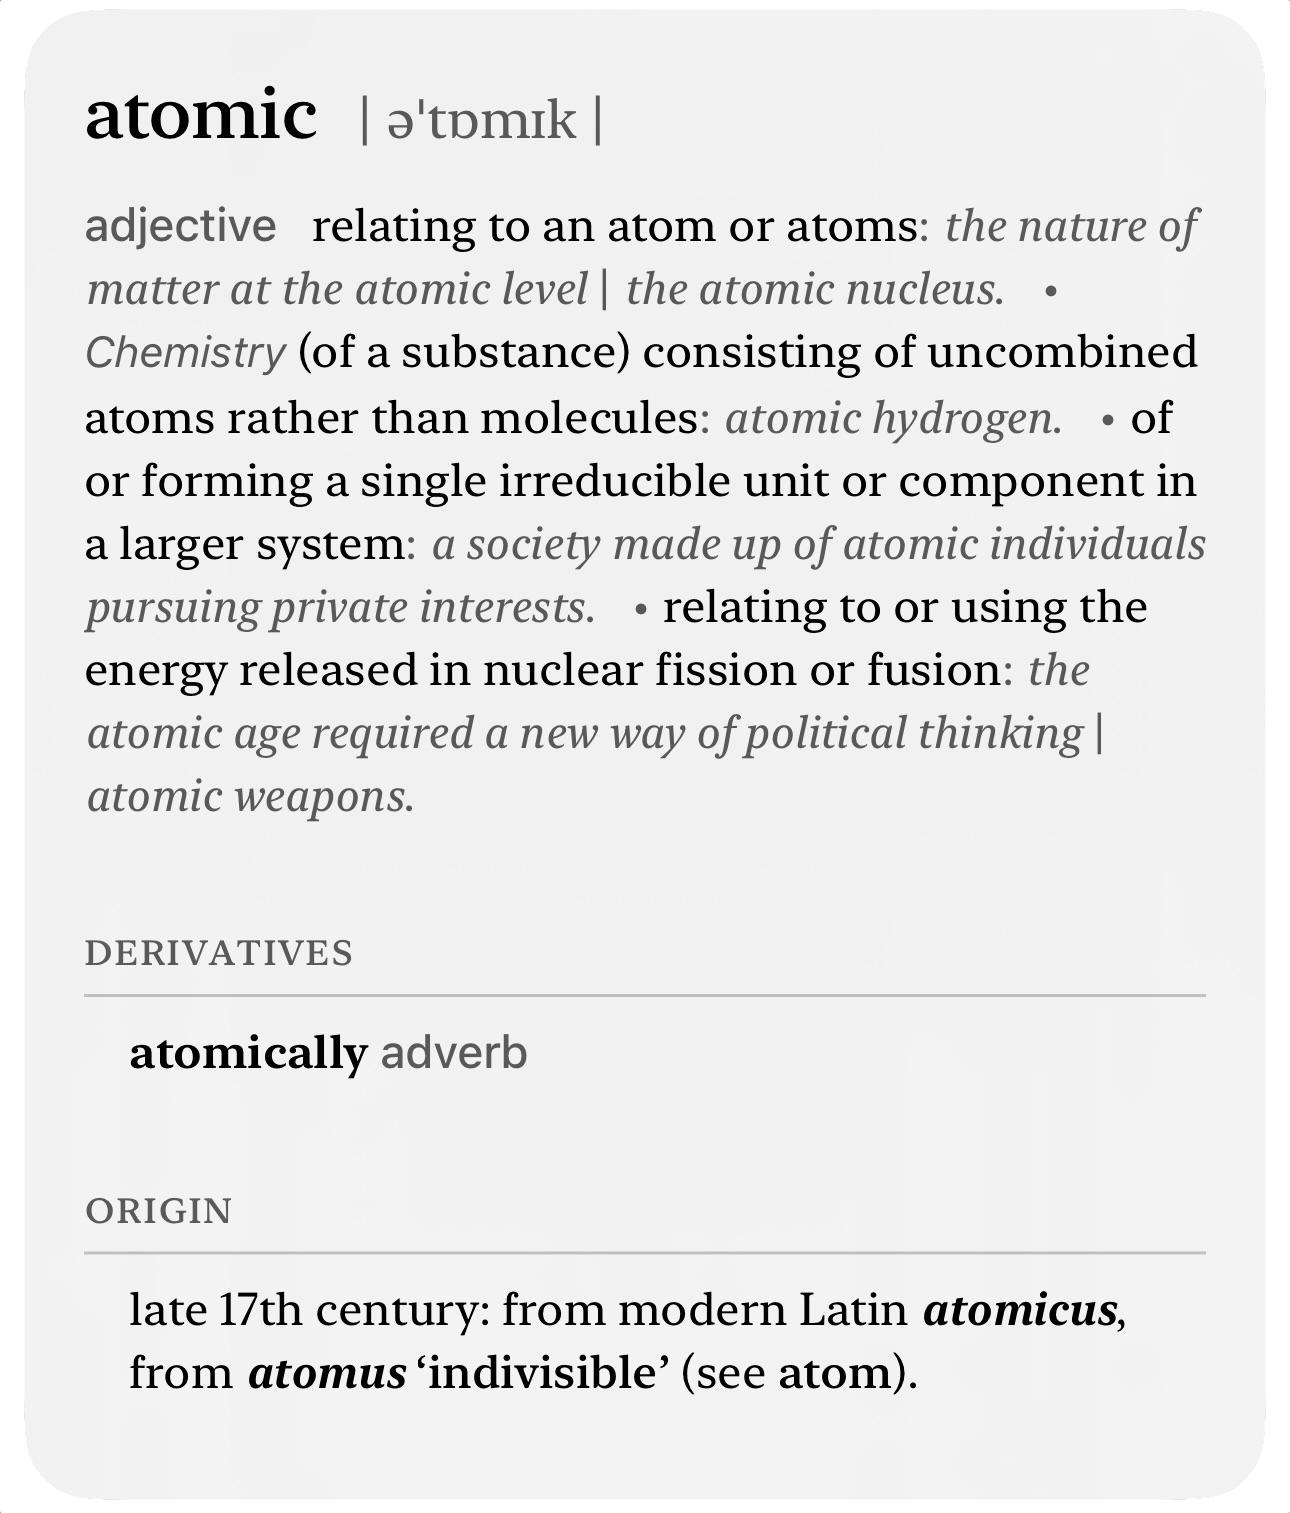 atomic | əˈtɒmɪk |
adjective relating to an atom or atoms: the nature of
matter at the atomic level | the atomic nucleus. •
Chemistry (of a substance) consisting of uncombined
atoms rather than molecules: atomic hydrogen. • of
or forming a single irreducible unit or component in
a larger system: a society made up of atomic individuals
pursuing private interests. • relating to or using the
energy released in nuclear fission or fusion: the
atomic age required a new way of political thinking |
atomic weapons.
DERIVATIVES
atomically adverb
ORIGIN
late 17th century: from modern Latin atomicus,
from atomus ‘indivisible’ (see atom).